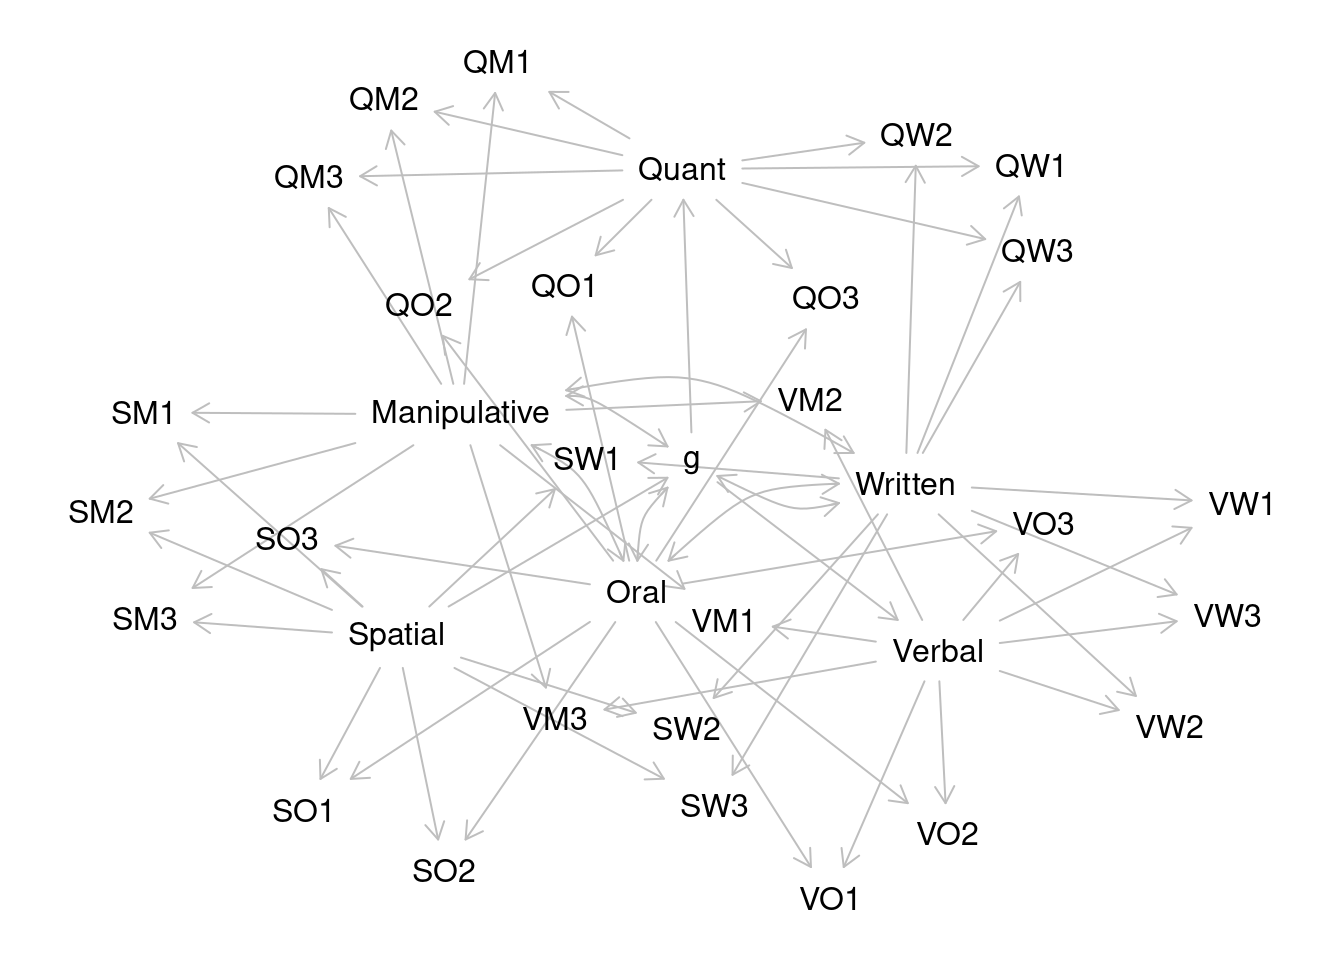 QM1
QM2
QW2
QW1
Quant
QM3
QW3
QO1
QO3
QO2
VM2
SM1
Manipulative
SW1
g
Written
VW1
SM2
VO3
SO3
Oral
VW3
SM3
VM1
Spatial
Verbal
VM3
VW2
SW2
SW3
SO1
VO2
SO2
VO1